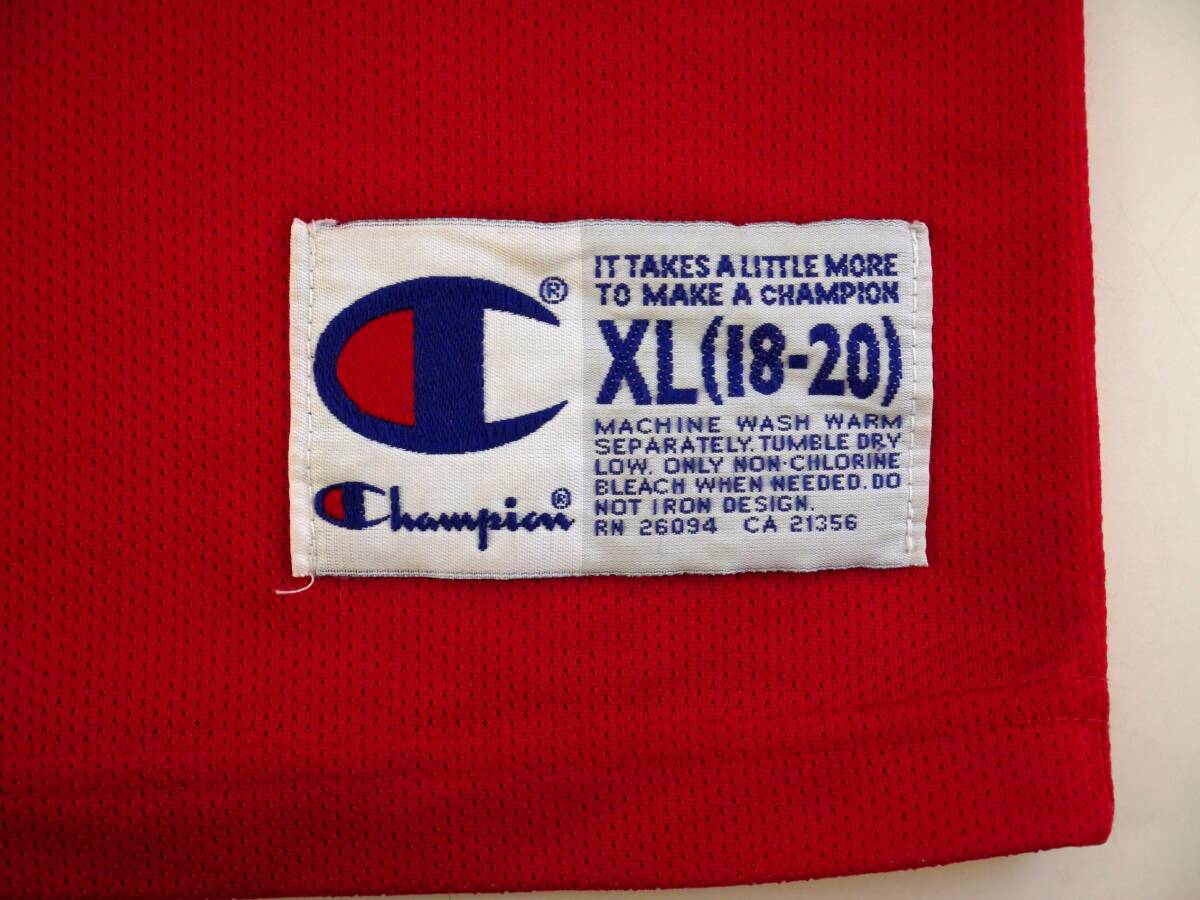 IT TAKES A LITTLE MORE
TO MAKE A CHAMPION
XL (18-20)
MACHINE WASH WARM
SEPARATELY. TUMBLE DRY
LOW. ONLY NON-CHLORINE
BLEACH WHEN NEEDED. DO
NOT IRON DESIGN.
RN 26094 CA 21356
C®
Champion®